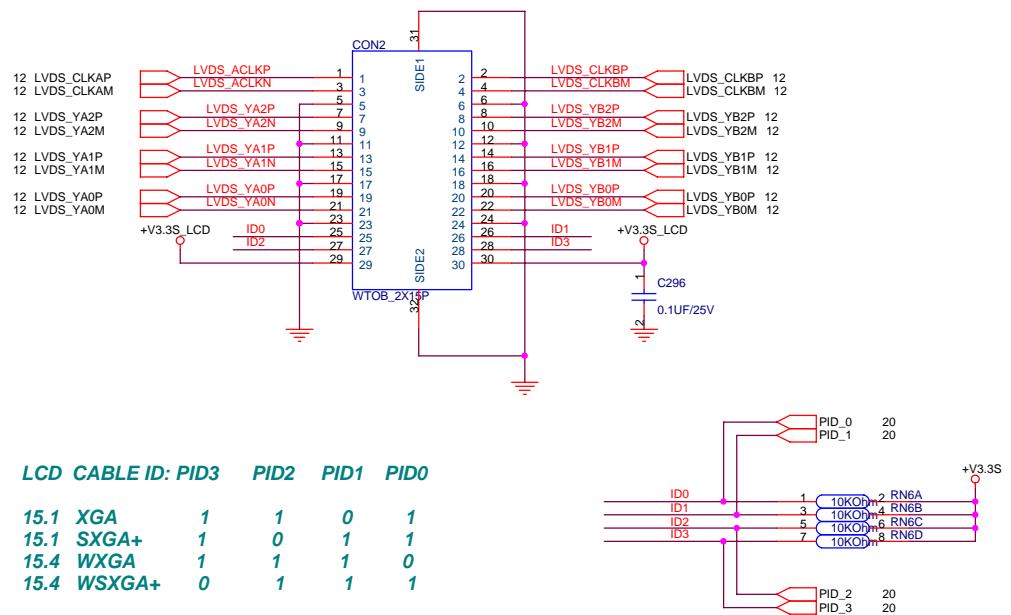 31
CON2
SIDE1
12 LVDS_CLKAP LVDS_ACLKP 1 1 2 2 LVDS_CLKBP LVDS_CLKBP 12
12 LVDS_CLKAM LVDS_ACLKN 3 3 4 4 LVDS_CLKBM LVDS_CLKBM 12
5 5 6 6
12 LVDS_YA2P LVDS_YA2P 7 7 8 8 LVDS_YB2P LVDS_YB2P 12
12 LVDS_YA2M LVDS_YA2N 9 9 10 10 LVDS_YB2M LVDS_YB2M 12
11 11 12 12
12 LVDS_YA1P LVDS_YA1P 13 13 14 14 LVDS_YB1P LVDS_YB1P 12
12 LVDS_YA1M LVDS_YA1N 15 15 16 16 LVDS_YB1M LVDS_YB1M 12
17 17 18 18
12 LVDS_YA0P LVDS_YA0P 19 19 20 20 LVDS_YB0P LVDS_YB0P 12
12 LVDS_YA0M LVDS_YA0N 21 21 22 22 LVDS_YB0M LVDS_YB0M 12
23 23 24 24
+V3.3S_LCD ID0 25 25 26 26 ID1 +V3.3S_LCD
ID2 27 27 28 28 ID3
29 29 30 30
SIDE2
1 C296
WTOB_2X15P
32
0.1UF/25V
2
PID_0 20
PID_1 20
LCD CABLE ID: PID3 PID2 PID1 PID0
15.1 XGA 1 1 0 1
15.1 SXGA+ 1 0 1 1
15.4 WXGA 1 1 1 0
15.4 WSXGA+ 0 1 1 1
+V3.3S
ID0 1 10KOhm 2 RN6A
ID1 3 4 RN6B
ID2 5 10KOhm 6 RN6C
ID3 7 10KOhm 8 RN6D
PID_2 20
PID_3 20